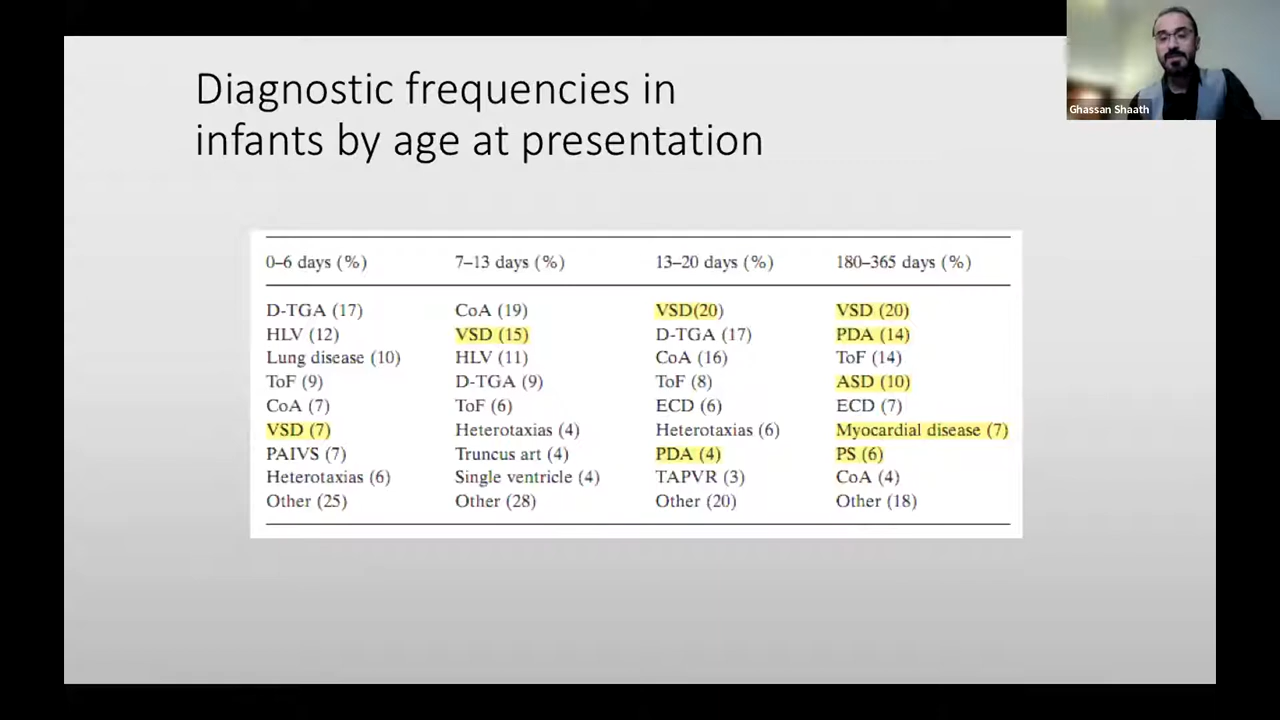 Diagnostic frequencies in
infants by age at presentation
Ghassan Shaath
0–6 days (%) 7–13 days (%) 13–20 days (%) 180–365 days (%)
D-TGA (17) CoA (19) VSD(20) VSD (20)
HLV (12) VSD (15) D-TGA (17) PDA (14)
Lung disease (10) HLV (11) CoA (16) ToF (14)
ToF (9) D-TGA (9) ToF (8) ASD (10)
CoA (7) ToF (6) ECD (6) ECD (7)
VSD (7) Heterotaxias (4) Heterotaxias (6) Myocardial disease (7)
PAIVS (7) Truncus art (4) PDA (4) PS (6)
Heterotaxias (6) Single ventricle (4) TAPVR (3) CoA (4)
Other (25) Other (28) Other (20) Other (18)